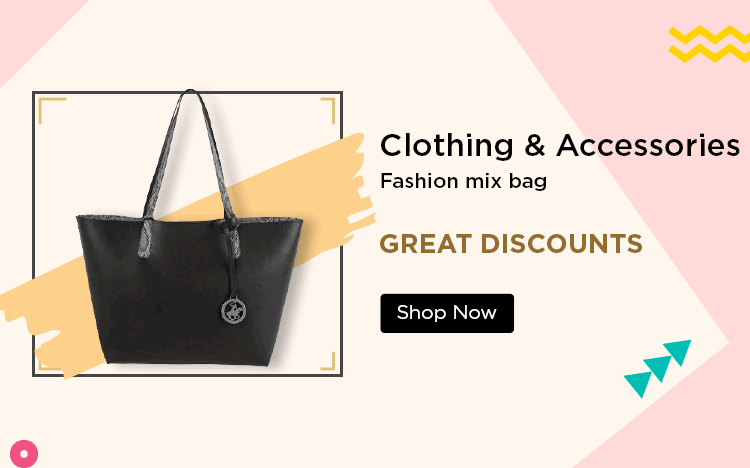 Clothing & Accessories
Fashion mix bag
GREAT DISCOUNTS
Shop Now